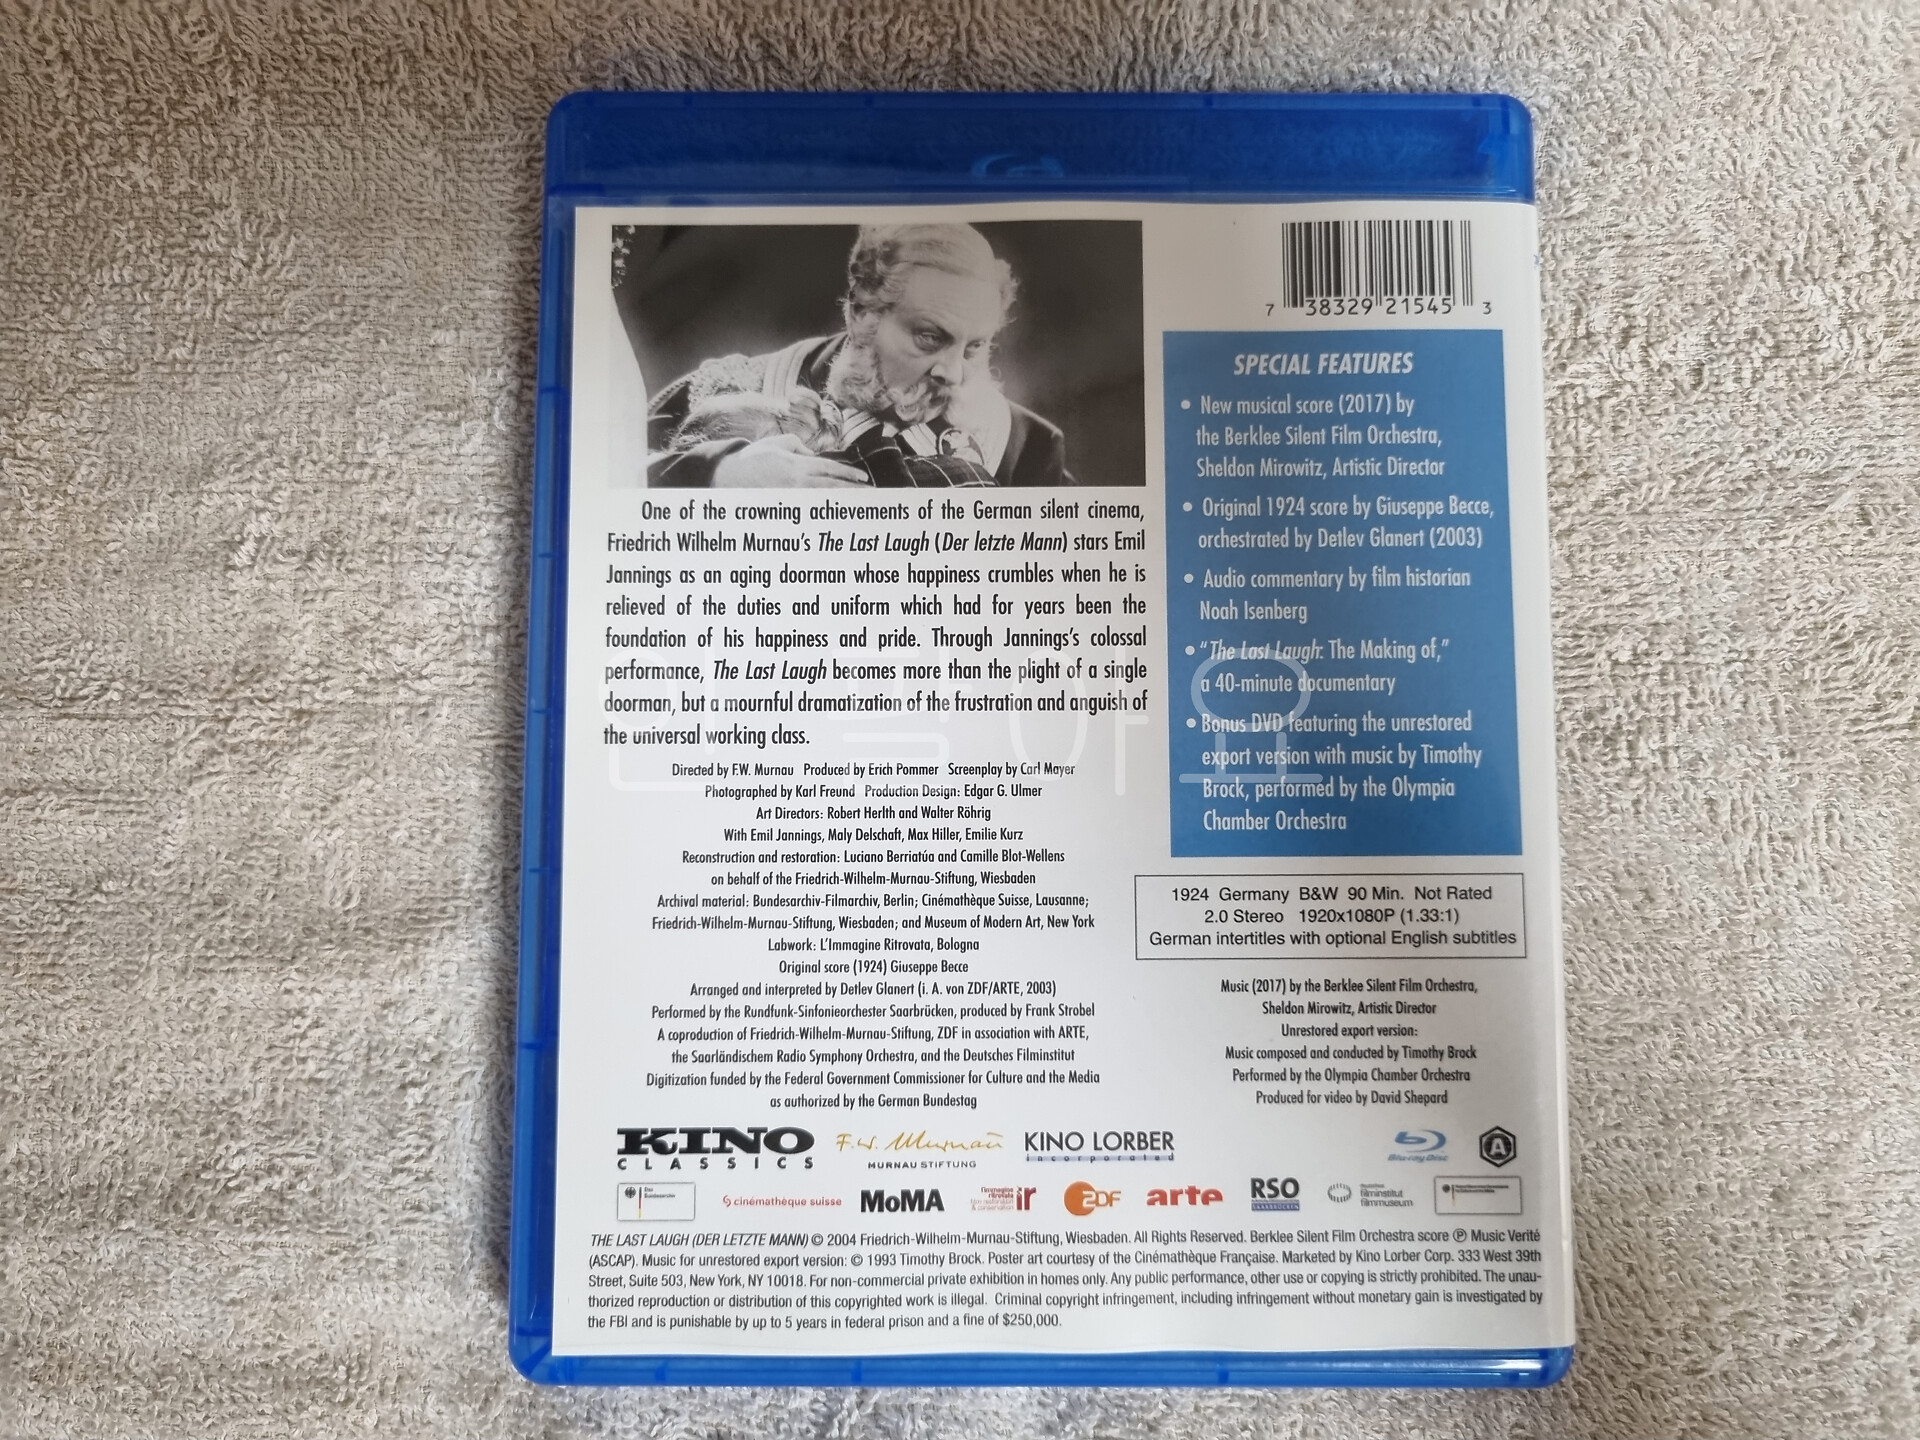 7 38329 21545 3
One of the crowning achievements of the German silent cinema,
Friedrich Wilhelm Murnau's The Last Laugh (Der letzte Mann) stars Emil
Jannings as an aging doorman whose happiness crumbles when he is
relieved of the duties and uniform which had for years been the
foundation of his happiness and pride. Through Jannings's colossal
performance, The Last Laugh becomes more than the plight of a single
doorman, but a mournful dramatization of the frustration and anguish of
the universal working class.
Directed by F.W. Murnau Produced by Erich Pommer Screenplay by Carl Mayer
Photographed by Karl Freund Production Design: Edgar G. Ulmer
Art Directors: Robert Herlth and Walter Röhrig
With Emil Jannings, Maly Delschaft, Max Hiller, Emilie Kurz
Reconstruction and restoration: Luciano Berriatúa and Camille Blot-Wellens
on behalf of the Friedrich-Wilhelm-Murnau-Stiftung, Wiesbaden
Archival material: Bundesarchiv-Filmarchiv, Berlin; Cinémathèque Suisse, Lausanne;
Friedrich-Wilhelm-Murnau-Stiftung, Wiesbaden; and Museum of Modern Art, New York
Labwork: L'Immagine Ritrovata, Bologna
Original score (1924) Giuseppe Becce
Arranged and interpreted by Detlev Glanert (i. A. von ZDF/ARTE, 2003)
Performed by the Rundfunk-Sinfonieorchester Saarbrücken, produced by Frank Strobel
A coproduction of Friedrich-Wilhelm-Murnau-Stiftung, ZDF in association with ARTE,
the Saarländischem Radio Symphony Orchestra, and the Deutsches Filminstitut
Digitization funded by the Federal Government Commissioner for Culture and the Media
as authorized by the German Bundestag
SPECIAL FEATURES
• New musical score (2017) by
the Berklee Silent Film Orchestra,
Sheldon Mirowitz, Artistic Director
• Original 1924 score by Giuseppe Becce,
orchestrated by Detlev Glanert (2003)
• Audio commentary by film historian
Noah Isenberg
• "The Last Laugh: The Making of,"
a 40-minute documentary
• Bonus DVD featuring the unrestored
export version with music by Timothy
Brock, performed by the Olympia
Chamber Orchestra
1924 Germany B&W 90 Min. Not Rated
2.0 Stereo 1920x1080P (1.33:1)
German intertitles with optional English subtitles
Music (2017) by the Berklee Silent Film Orchestra,
Sheldon Mirowitz, Artistic Director
Unrestored export version:
Music composed and conducted by Timothy Brock
Performed by the Olympia Chamber Orchestra
Produced for video by David Shepard
KINO
CLASSICS
F.W. Murnau
MURNAU STIFTUNG
KINO LORBER
incorporated
Blu-ray Disc
A
cinémathèque suisse
MoMA
l'immagine
ritrovata
ir
ZDF
arte
RSO
SAARBRÜCKEN
filminstitut
filmmuseum
THE LAST LAUGH (DER LETZTE MANN) © 2004 Friedrich-Wilhelm-Murnau-Stiftung, Wiesbaden. All Rights Reserved. Berklee Silent Film Orchestra score ℗ Music Verité
(ASCAP). Music for unrestored export version: © 1993 Timothy Brock. Poster art courtesy of the Cinémathèque Française. Marketed by Kino Lorber Corp. 333 West 39th
Street, Suite 503, New York, NY 10018. For non-commercial private exhibition in homes only. Any public performance, other use or copying is strictly prohibited. The unau-
thorized reproduction or distribution of this copyrighted work is illegal. Criminal copyright infringement, including infringement without monetary gain is investigated by
the FBI and is punishable by up to 5 years in federal prison and a fine of $250,000.